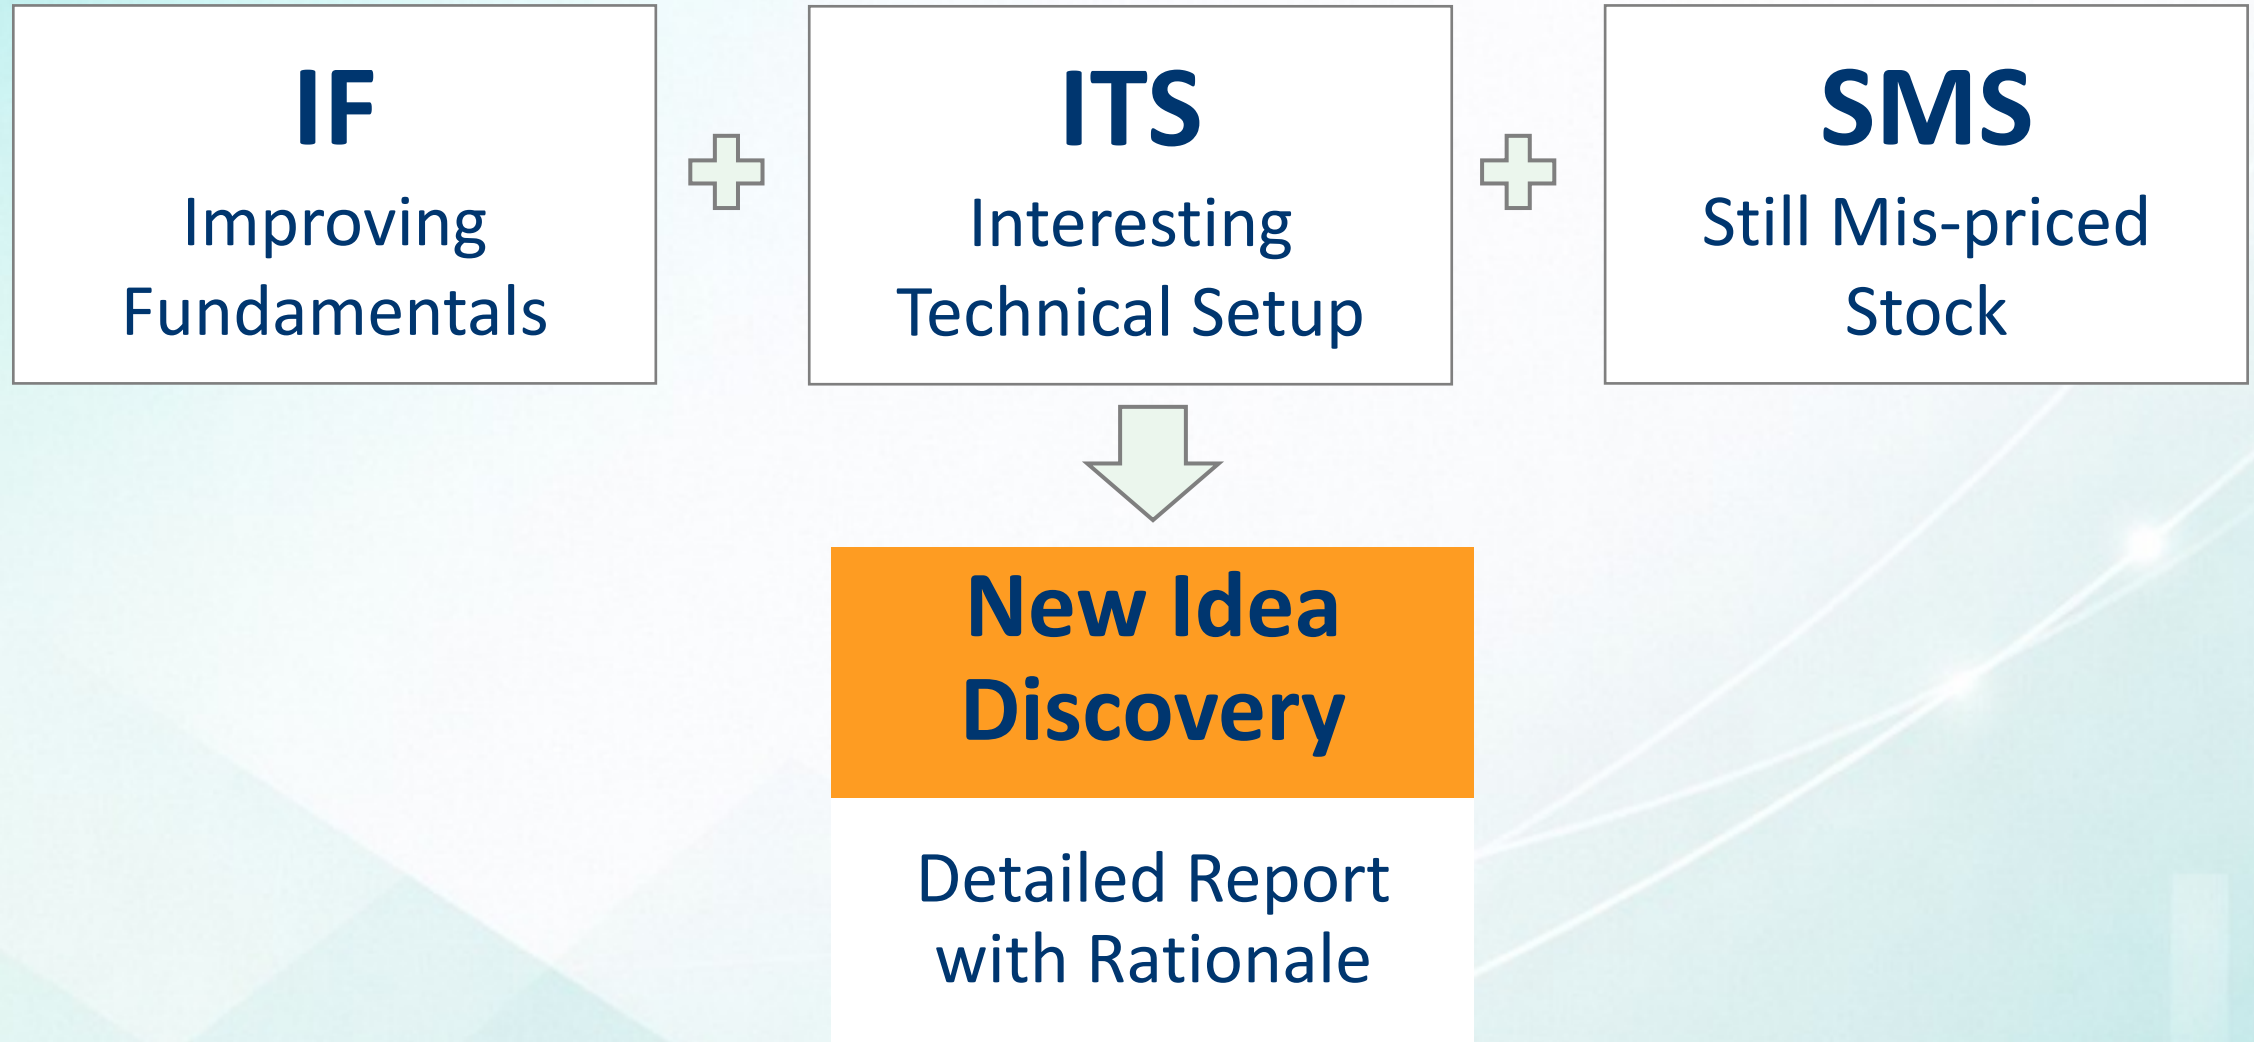 IF
Improving
Fundamentals
ITS
Interesting
Technical Setup
SMS
Still Mis-priced
Stock
New Idea
Discovery
Detailed Report
with Rationale